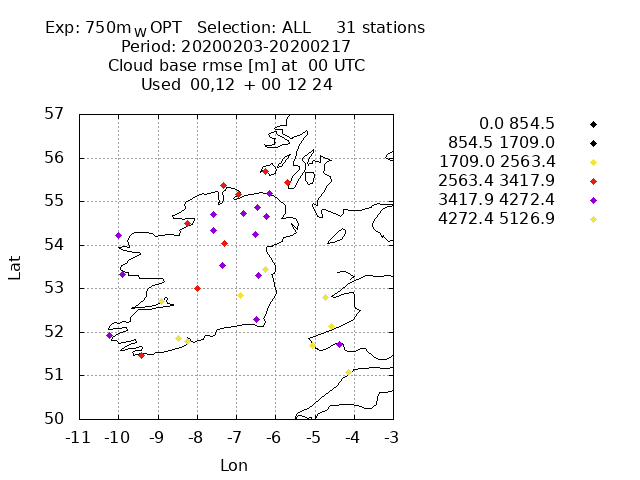 Exp: 750mWOPT Selection: ALL 31 stations
Period: 20200203-20200217
Cloud base rmse [m] at 00 UTC
Used 00,12 + 00 12 24
0.0 854.5
854.5 1709.0
1709.0 2563.4
2563.4 3417.9
3417.9 4272.4
4272.4 5126.9
57
56
55
54
53
52
51
50
Lat
-11 -10 -9 -8 -7 -6 -5 -4 -3
Lon